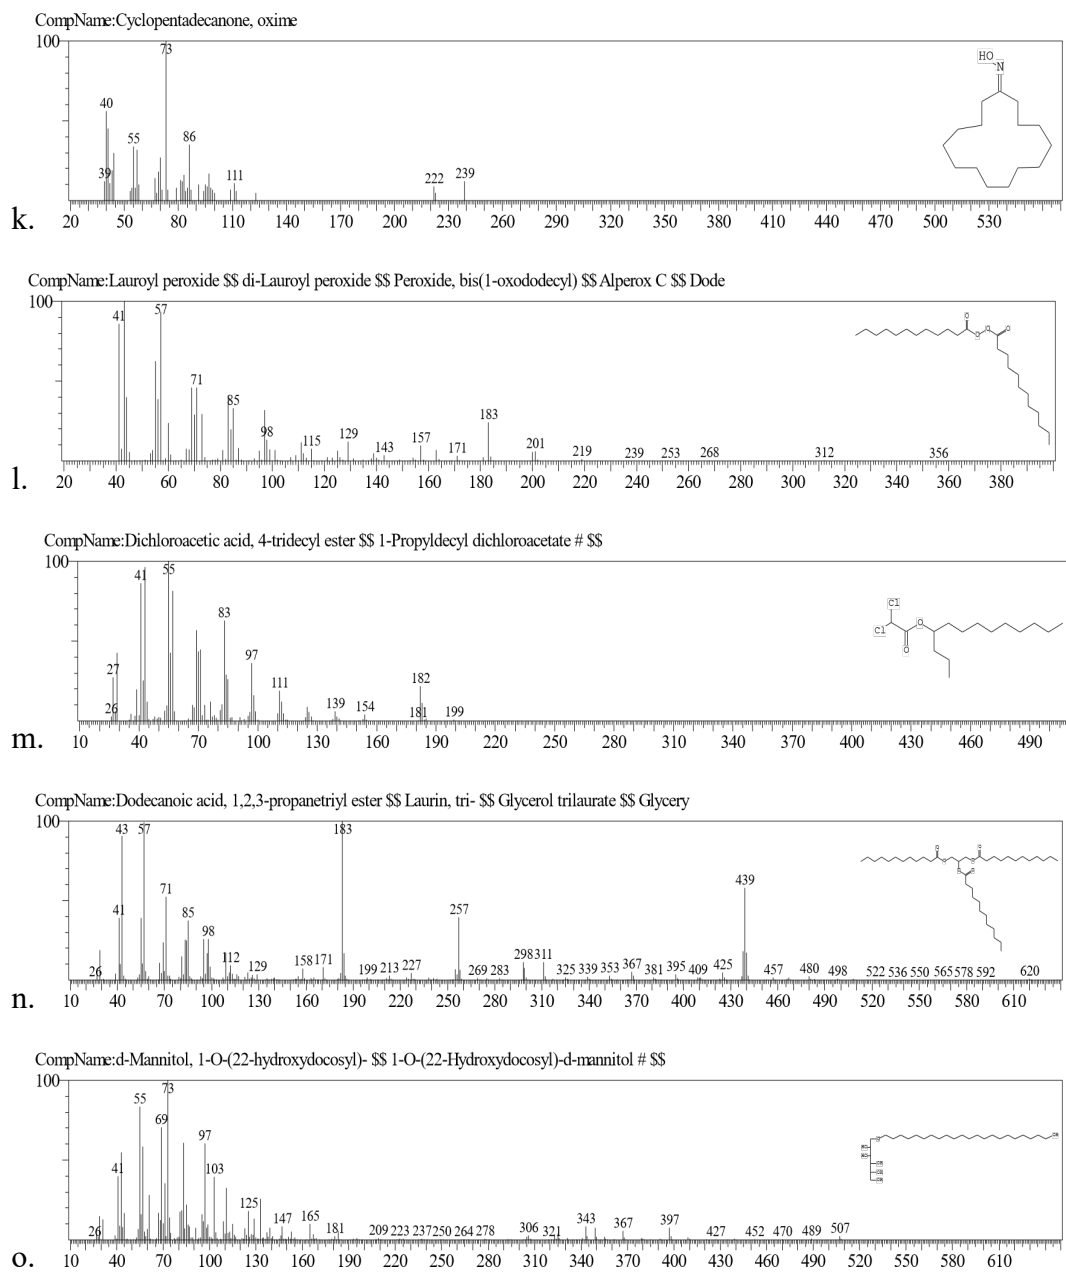 CompName:Cyclopentadecanone, oxime
100
73
HO
N
40
55
86
39
111
222
239
20 50 80 110 140 170 200 230 260 290 320 350 380 410 440 470 500 530
k.
CompName:Lauroyl peroxide $$ di-Lauroyl peroxide $$ Peroxide, bis(1-oxododecyl) $$ Alperox C $$ Dode
100
41 57
71
85
98 115 129 143 157 171 183 201 219 239 253 268 312 356
20 40 60 80 100 120 140 160 180 200 220 240 260 280 300 320 340 360 380
l.
CompName:Dichloroacetic acid, 4-tridecyl ester $$ 1-Propyldecyl dichloroacetate # $$
100
41 55
Cl
83
Cl
O
O
97
27
111
182
26 139 154 181 199
10 40 70 100 130 160 190 220 250 280 310 340 370 400 430 460 490
m.
CompName:Dodecanoic acid, 1,2,3-propanetriyl ester $$ Laurin, tri- $$ Glycerol trilaurate $$ Glycery
100
43 57 183
439
71
41 85 257
98
112 298 311
26 129 158 171 199 213 227 269 283 325 339 353 367 381 395 409 425 457 480 498 522 536 550 565 578 592 620
10 40 70 100 130 160 190 220 250 280 310 340 370 400 430 460 490 520 550 580 610
n.
CompName:d-Mannitol, 1-O-(22-hydroxydocosyl)- $$ 1-O-(22-Hydroxydocosyl)-d-mannitol # $$
100
73
55
69
97
41 103
125
147 165 343 397
26 181 209 223 237 250 264 278 306 321 367 427 452 470 489 507
10 40 70 100 130 160 190 220 250 280 310 340 370 400 430 460 490 520 550 580 610
o.